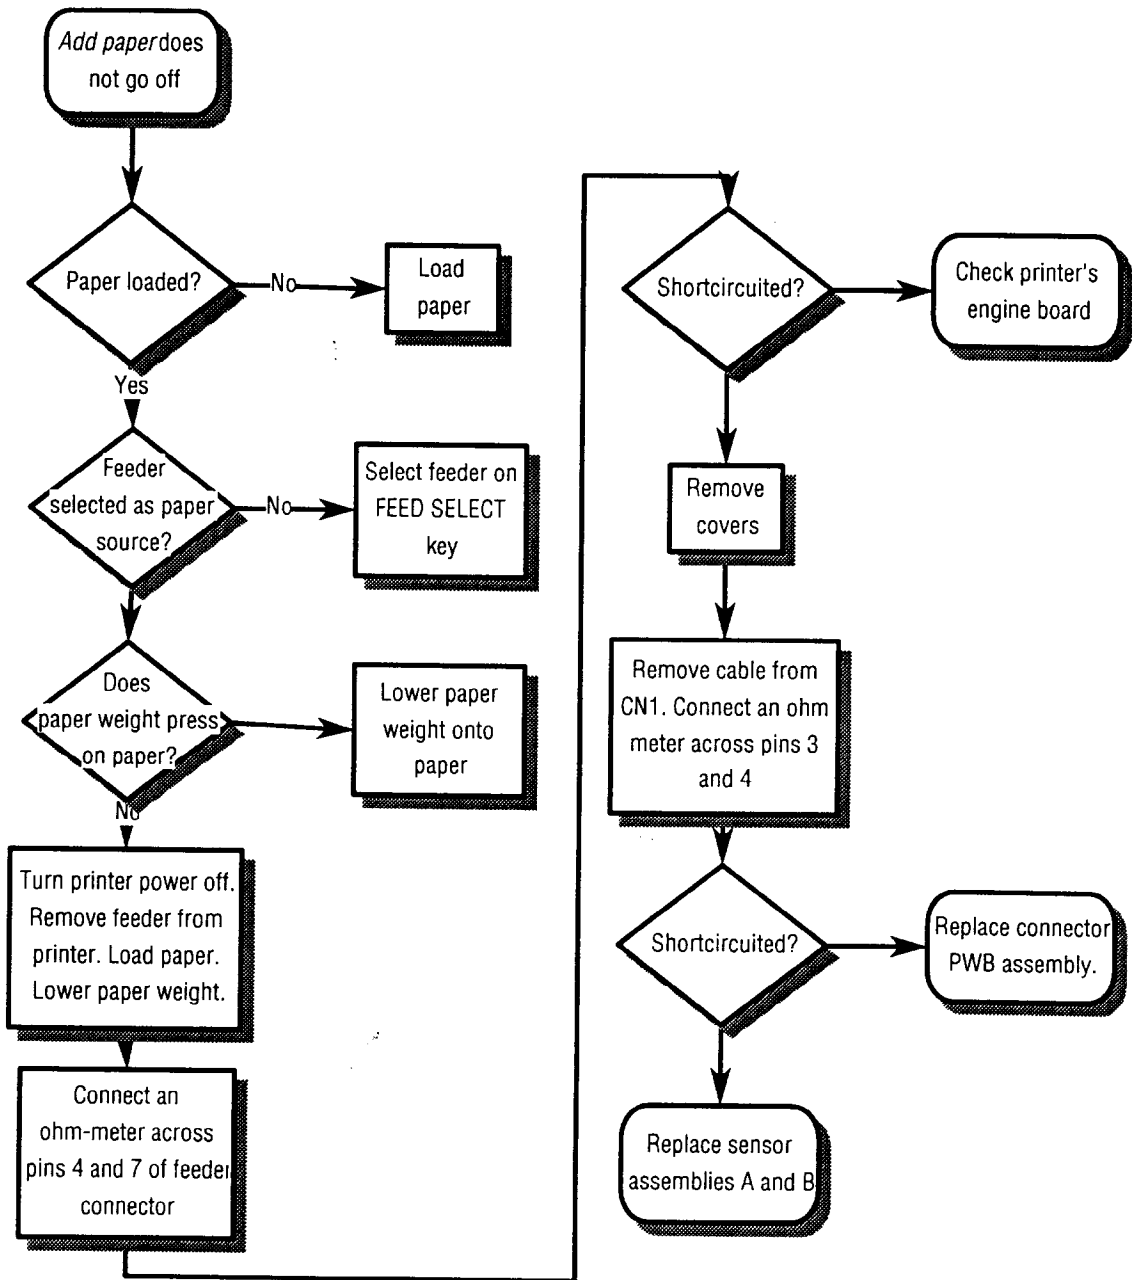 Add paper does
not go off
Paper loaded?
No
Load
paper
Yes
Feeder
selected as paper
source?
No
Select feeder on
FEED SELECT
key
Does
paper weight press
on paper?
Lower paper
weight onto
paper
No
Turn printer power off.
Remove feeder from
printer. Load paper.
Lower paper weight.
Connect an
ohm-meter across
pins 4 and 7 of feeder
connector
Shortcircuited?
Check printer's
engine board
Remove
covers
Remove cable from
CN1. Connect an ohm
meter across pins 3
and 4
Shortcircuited?
Replace connector
PWB assembly.
Replace sensor
assemblies A and B